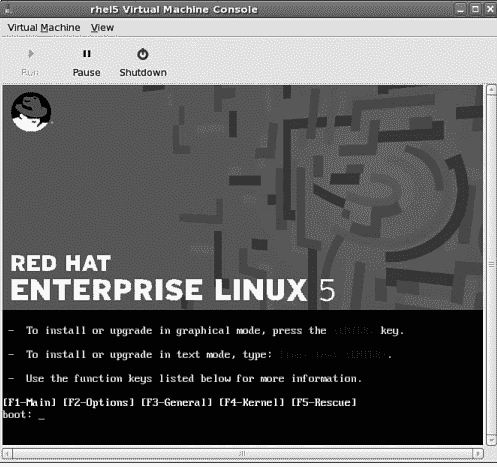 rhel5 Virtual Machine Console
Virtual Machine View
Run Pause Shutdown
RED HAT
ENTERPRISE LINUX 5
- To install or upgrade in graphical mode, press the key.
- To install or upgrade in text mode, type: .
- Use the function keys listed below for more information.
[F1-Main] [F2-Options] [F3-General] [F4-Kernel] [F5-Rescue]
boot: _